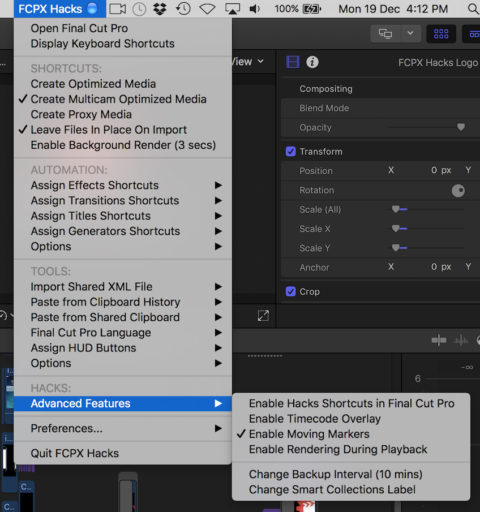 FCPX Hacks
100%
Mon 19 Dec 4:12 PM
Open Final Cut Pro
Display Keyboard Shortcuts
SHORTCUTS:
Create Optimized Media
✓ Create Multicam Optimized Media
Create Proxy Media
✓ Leave Files In Place On Import
Enable Background Render (3 secs)
AUTOMATION:
Assign Effects Shortcuts
Assign Transitions Shortcuts
Assign Titles Shortcuts
Assign Generators Shortcuts
Options
TOOLS:
Import Shared XML File
Paste from Clipboard History
Paste from Shared Clipboard
Final Cut Pro Language
Assign HUD Buttons
Options
HACKS:
Advanced Features
Preferences...
Quit FCPX Hacks
Enable Hacks Shortcuts in Final Cut Pro
Enable Timecode Overlay
✓ Enable Moving Markers
Enable Rendering During Playback
Change Backup Interval (10 mins)
Change Smart Collections Label
View
FCPX Hacks Logo
Compositing
Blend Mode
Opacity
Transform
Position X 0 px Y
Rotation
Scale (All)
Scale X
Scale Y
Anchor X 0 px Y
Crop
-∞
6
C...
C...